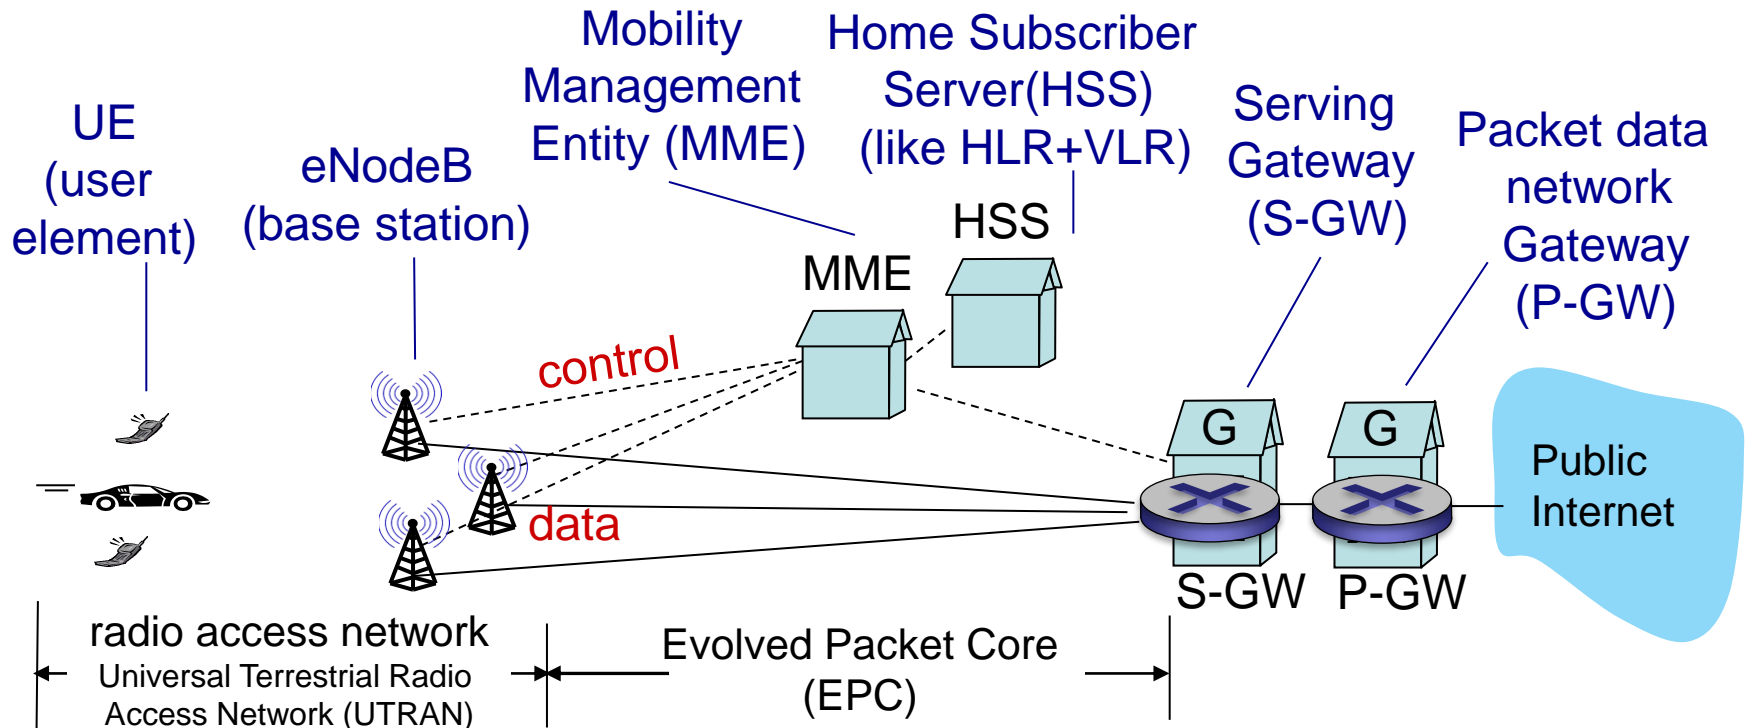 UE
(user
element)
eNodeB
(base station)
Mobility
Management
Entity (MME)
Home Subscriber
Server(HSS)
(like HLR+VLR)
Serving
Gateway
(S-GW)
Packet data
network
Gateway
(P-GW)
HSS
MME
control
data
G
G
S-GW
P-GW
Public
Internet
radio access network
Universal Terrestrial Radio
Access Network (UTRAN)
Evolved Packet Core
(EPC)